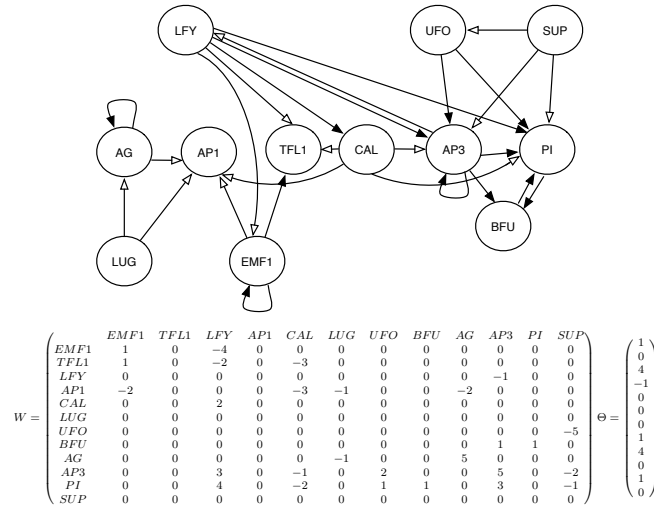 LFY
UFO
SUP
AG
AP1
TFL1
CAL
AP3
PI
BFU
LUG
EMF1
EMF1 TFL1 LFY AP1 CAL LUG UFO BFU AG AP3 PI SUP
EMF1 1 0 −4 0 0 0 0 0 0 0 0 0 1
TFL1 1 0 −2 0 −3 0 0 0 0 0 0 0 0
LFY 0 0 0 0 0 0 0 0 0 −1 0 0 4
AP1 −2 0 0 0 −3 −1 0 0 −2 0 0 0 −1
CAL 0 0 2 0 0 0 0 0 0 0 0 0 0
W = LUG 0 0 0 0 0 0 0 0 0 0 0 0 Θ = 0
UFO 0 0 0 0 0 0 0 0 0 0 0 −5 0
BFU 0 0 0 0 0 0 0 0 0 1 1 0 1
AG 0 0 0 0 0 −1 0 0 5 0 0 0 4
AP3 0 0 3 0 −1 0 2 0 0 5 0 −2 0
PI 0 0 4 0 −2 0 1 1 0 3 0 −1 1
SUP 0 0 0 0 0 0 0 0 0 0 0 0 0